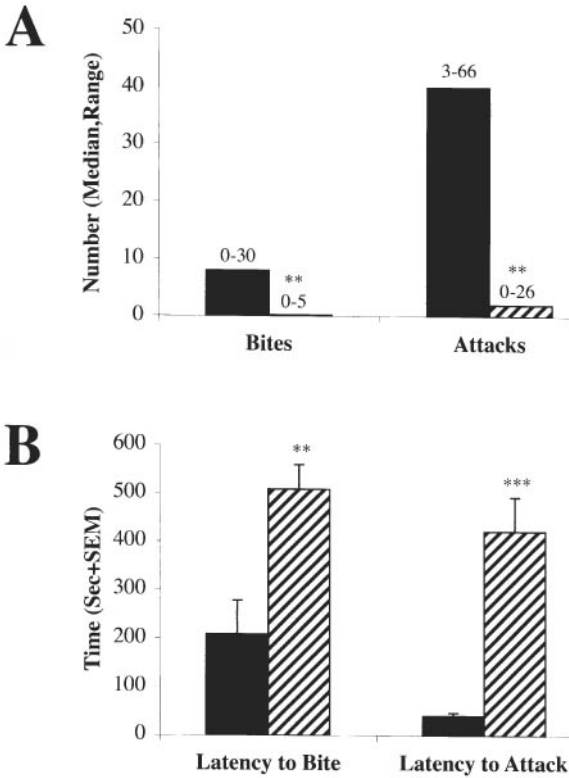 A
Number (Median,Range)
50
40
30
20
10
0
0-30
**
0-5
3-66
**
0-26
Bites
Attacks
B
Time (Sec+SEM)
600
500
400
300
200
100
0
**
***
Latency to Bite
Latency to Attack